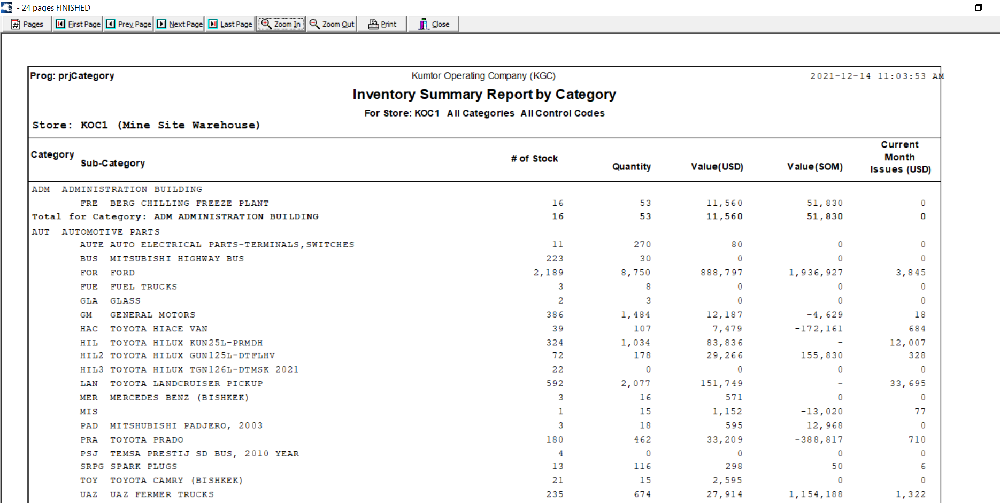 - 24 pages FINISHED
Pages First Page Prev Page Next Page Last Page Zoom In Zoom Out Print Close
Prog: prjCategory Kumtor Operating Company (KGC) 2021-12-14 11:03:53 AM
Inventory Summary Report by Category
For Store: KOC1 All Categories All Control Codes
Store: KOC1 (Mine Site Warehouse)
Category Sub-Category # of Stock Quantity Value(USD) Value(SOM) Current Month Issues (USD)
ADM ADMINISTRATION BUILDING
FRE BERG CHILLING FREEZE PLANT 16 53 11,560 51,830 0
Total for Category: ADM ADMINISTRATION BUILDING 16 53 11,560 51,830 0
AUT AUTOMOTIVE PARTS
AUTE AUTO ELECTRICAL PARTS-TERMINALS,SWITCHES 11 270 80 0 0
BUS MITSUBISHI HIGHWAY BUS 223 30 0 0 0
FOR FORD 2,189 8,750 888,797 1,936,927 3,845
FUE FUEL TRUCKS 3 8 0 0 0
GLA GLASS 2 3 0 0 0
GM GENERAL MOTORS 386 1,484 12,187 -4,629 18
HAC TOYOTA HIACE VAN 39 107 7,479 -172,161 684
HIL TOYOTA HILUX KUN25L-PRMDH 324 1,034 83,836 - 12,007
HIL2 TOYOTA HILUX GUN125L-DTFLHV 72 178 29,266 155,830 328
HIL3 TOYOTA HILUX TGN126L-DTMSK 2021 22 0 0 0 0
LAN TOYOTA LANDCRUISER PICKUP 592 2,077 151,749 - 33,695
MER MERCEDES BENZ (BISHKEK) 3 16 571 0 0
MIS 1 15 1,152 -13,020 77
PAD MITSHUBISHI PADJERO, 2003 3 18 595 12,968 0
PRA TOYOTA PRADO 180 462 33,209 -388,817 710
PSJ TEMSA PRESTIJ SD BUS, 2010 YEAR 4 0 0 0 0
SRPG SPARK PLUGS 13 116 298 50 6
TOY TOYOTA CAMRY (BISHKEK) 21 15 2,595 0 0
UAZ UAZ FERMER TRUCKS 235 674 27,914 1,154,188 1,322